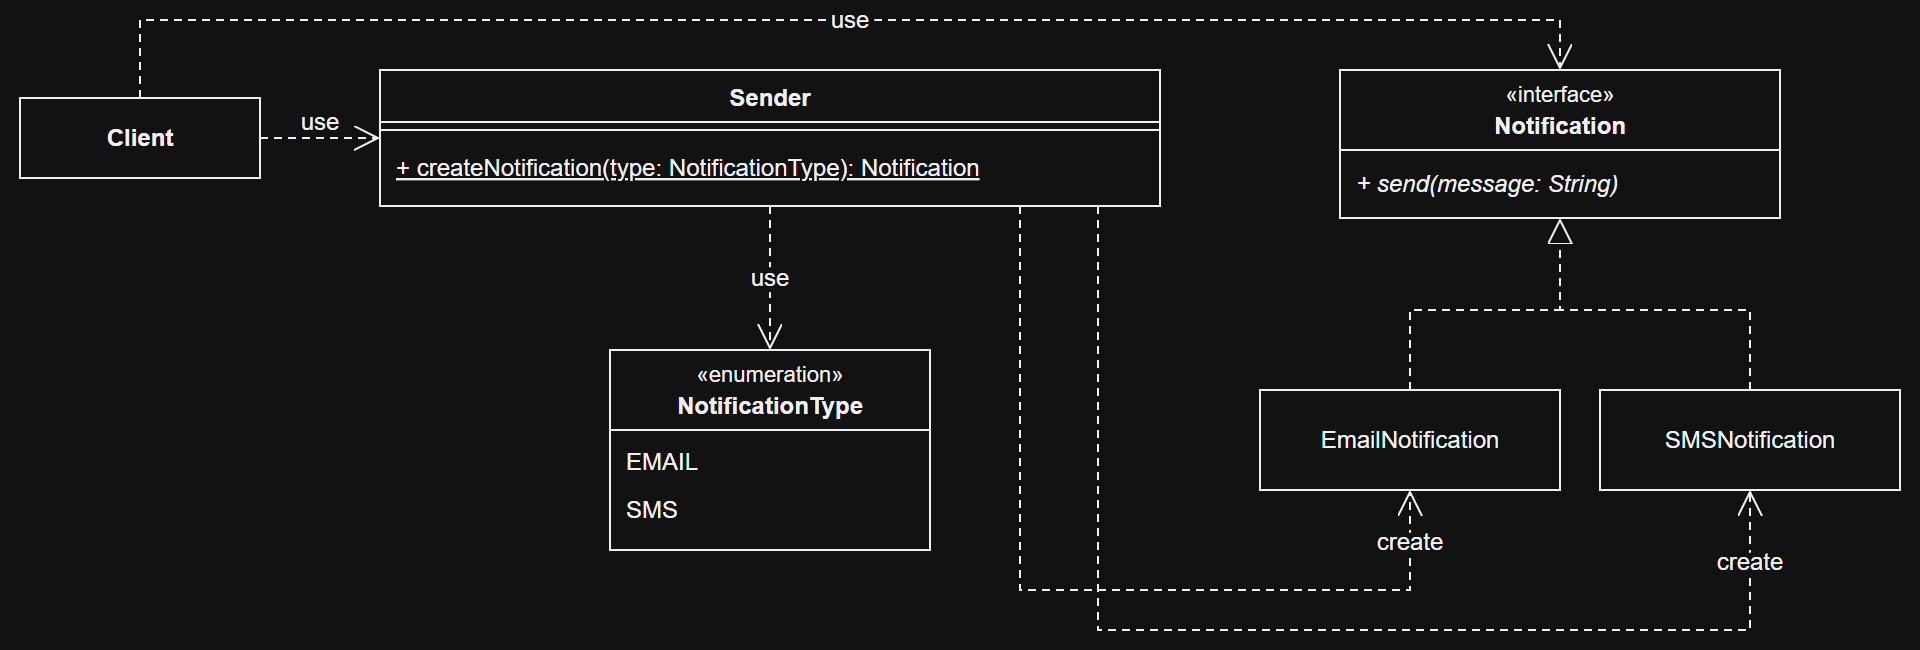 use
Client
use
Sender
+ createNotification(type: NotificationType): Notification
«interface»
Notification
+ send(message: String)
use
«enumeration»
NotificationType
EMAIL
SMS
EmailNotification
SMSNotification
create
create